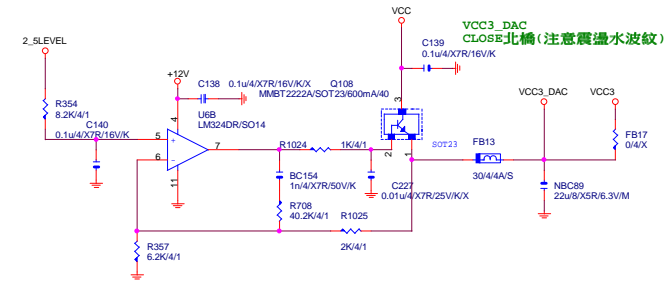 VCC
VCC3_DAC
CLOSE北橋(注意震盪水波紋)
2_5LEVEL
C139
0.1u/4/X7R/16V/K
+12V
C138
0.1u/4/X7R/16V/K/X
Q108
MMBT2222A/SOT23/600mA/40
VCC3_DAC
VCC3
R354
8.2K/4/1
U6B
LM324DR/SO14
3
C140
0.1u/4/X7R/16V/K
4
5
+
7
R1024
1K/4/1
2
1
SOT23
FB13
FB17
0/4/X
6
-
11
BC154
1n/4/X7R/50V/K
C227
0.01u/4/X7R/25V/K/X
30/4/4A/S
NBC89
22u/8/X5R/6.3V/M
R708
40.2K/4/1
R1025
2K/4/1
R357
6.2K/4/1